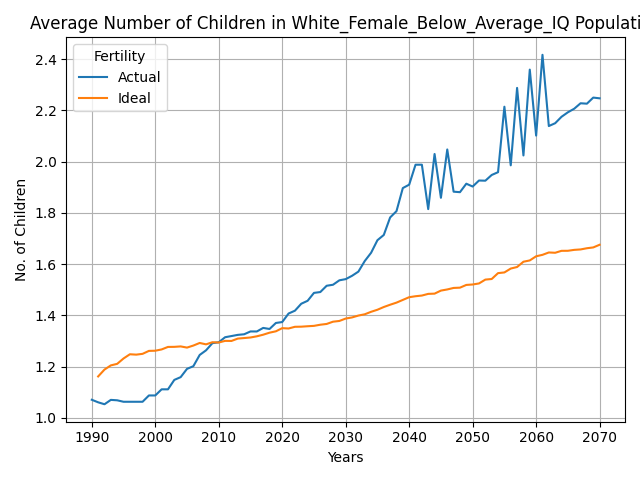 Average Number of Children in White_Female_Below_Average_IQ Populati
Fertility
Actual
Ideal
No. of Children
2.4
2.2
2.0
1.8
1.6
1.4
1.2
1.0
1990 2000 2010 2020 2030 2040 2050 2060 2070
Years